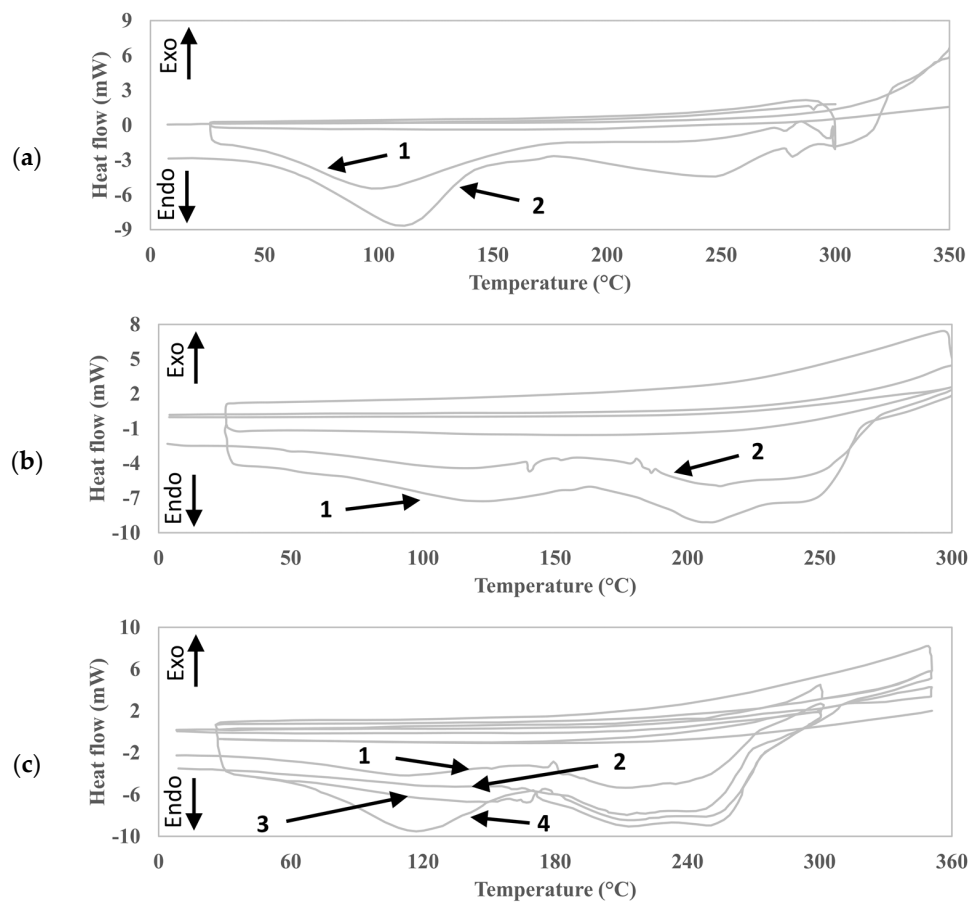 (a)
Heat flow (mW)
Exo
Endo
9
6
3
0
-3
-6
-9
1
2
0 50 100 150 200 250 300 350
Temperature (°C)
(b)
Heat flow (mW)
Exo
Endo
8
5
2
-1
-4
-7
-10
2
1
0 50 100 150 200 250 300
Temperature (°C)
(c)
Heat flow (mW)
Exo
Endo
10
6
2
-2
-6
-10
1
2
3
4
0 60 120 180 240 300 360
Temperature (°C)